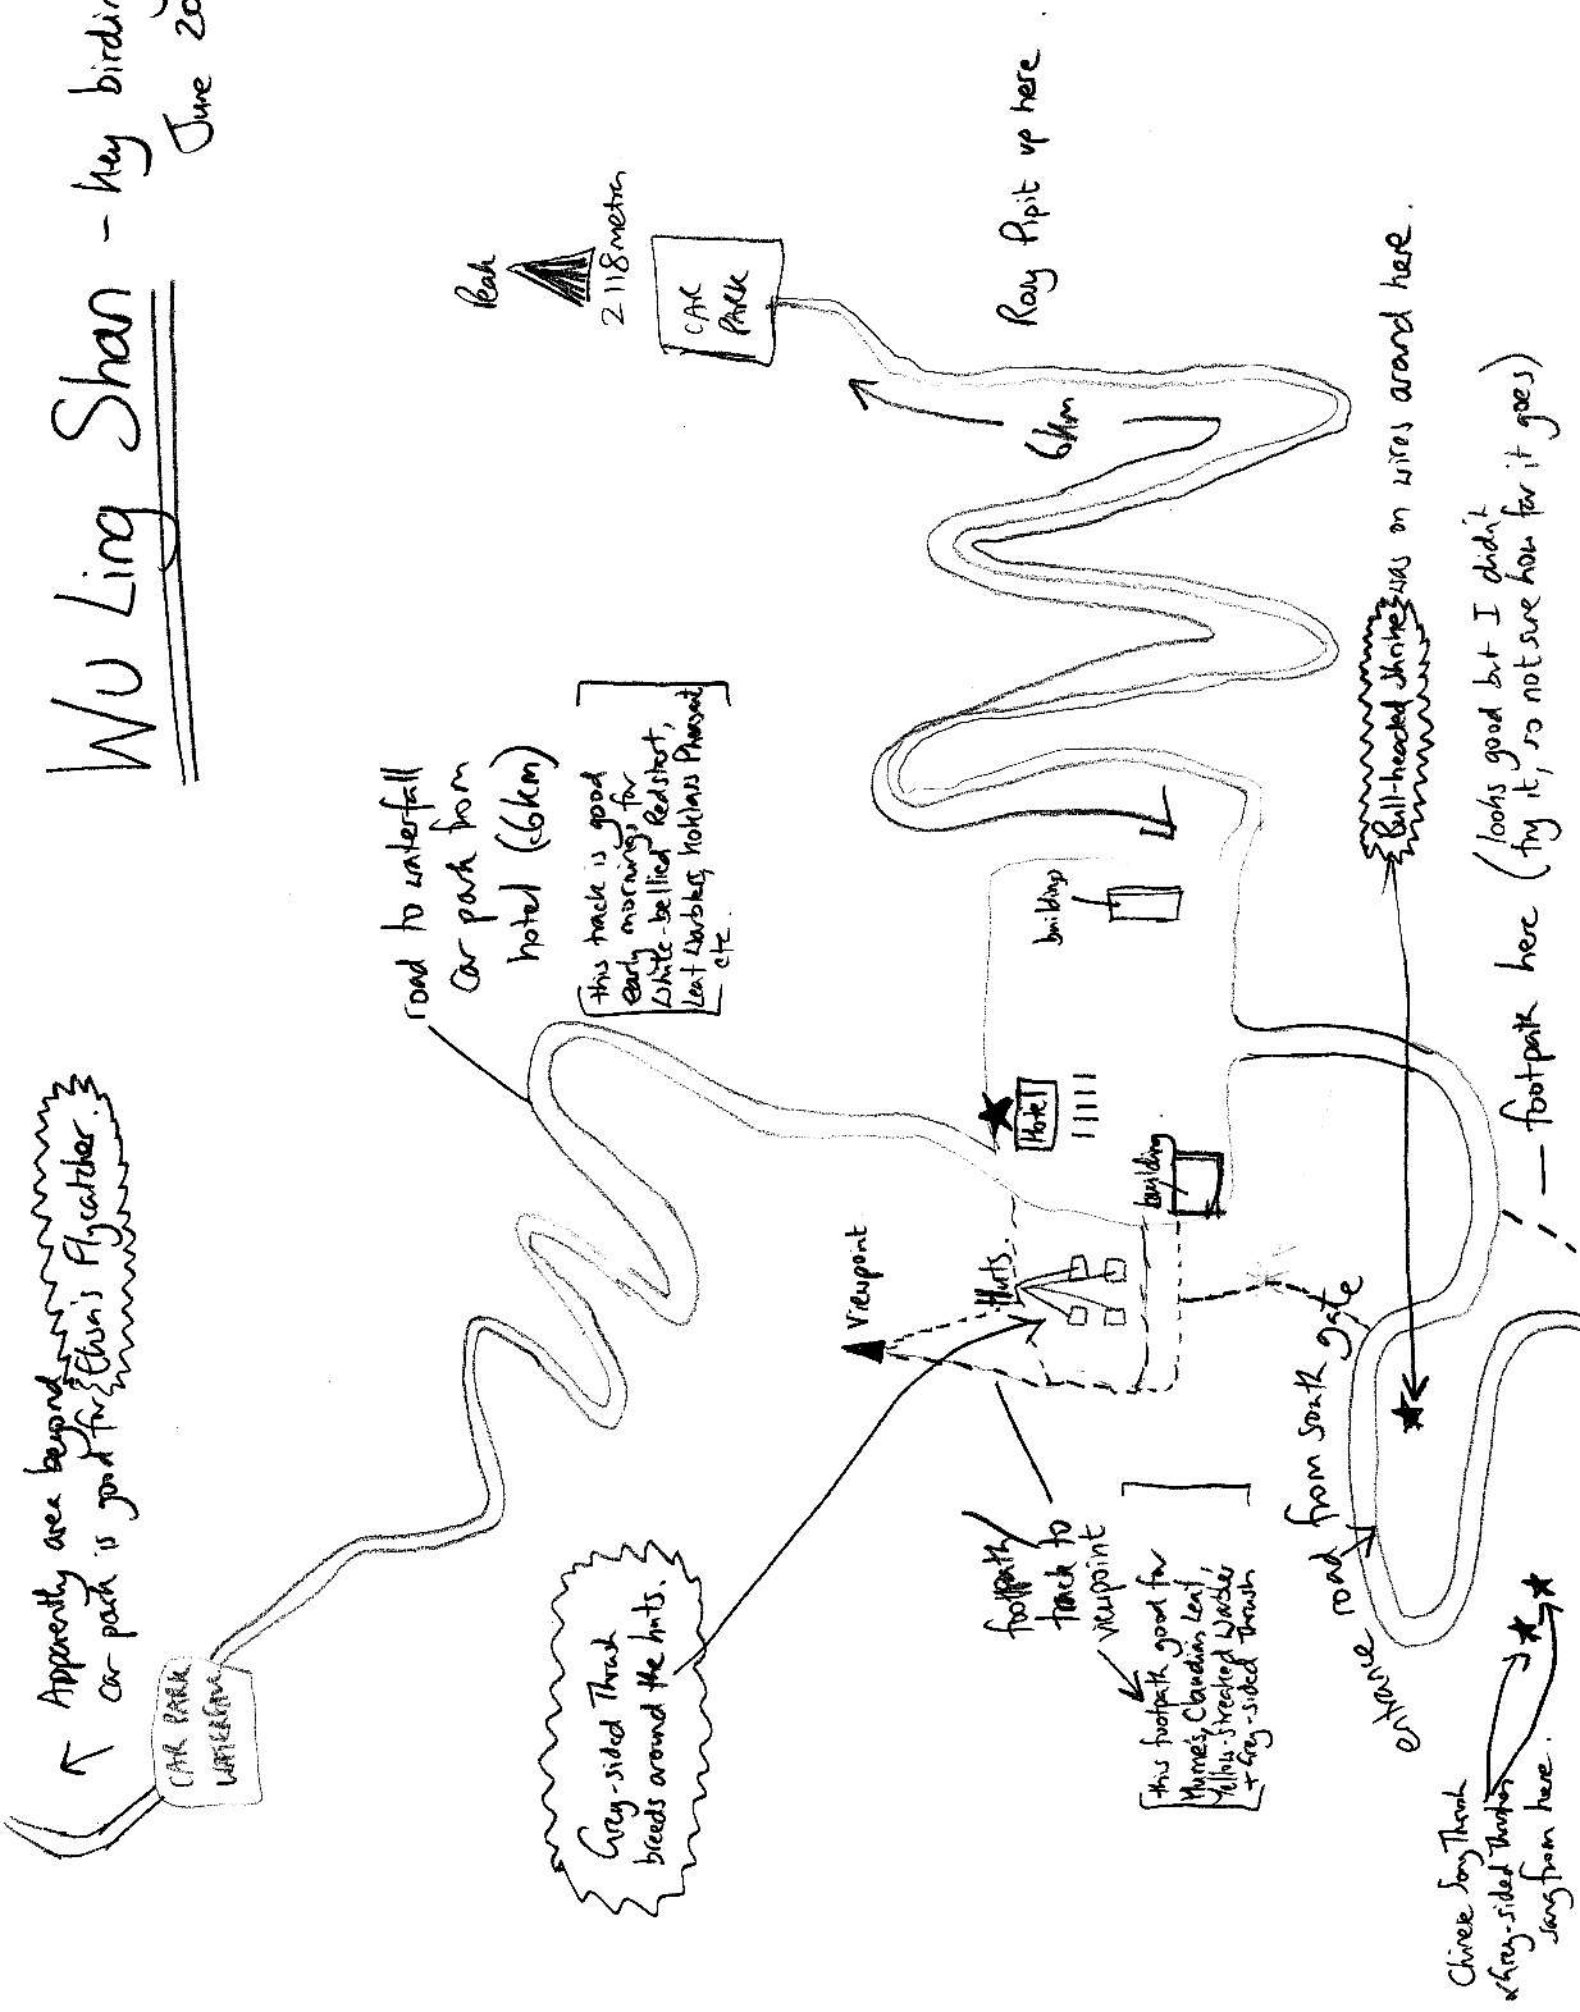 Wu Ling Shan - key birdin
June 20
Apparently area beyond
car park is good for Elisa's Flycatcher.
CAR PARK
WATERFALL
road to waterfall
car park from
hotel (6km)
[this track is good
early morning, for
White-bellied Redstart,
Leaf Warblers, Koklass Pheasant
etc.]
Peak
2118 metres
CAR
PARK
Rosy Pipit up here.
6km
building
Hotel
building
Viewpoint
Huts.
Grey-sided Thrush
breeds around the huts.
footpath/
track to
viewpoint
[this footpath good for
Hume's, Claudia's Leaf,
Yellow-streaked Warbler
+ Grey-sided Thrush]
entrance road from south gate
Bull-headed Shrike was on wires around here.
footpath here (looks good but I didn't
try it, so not sure how far it goes)
Chinese Song Thrush
& Grey-sided Thrushes
sang from here.